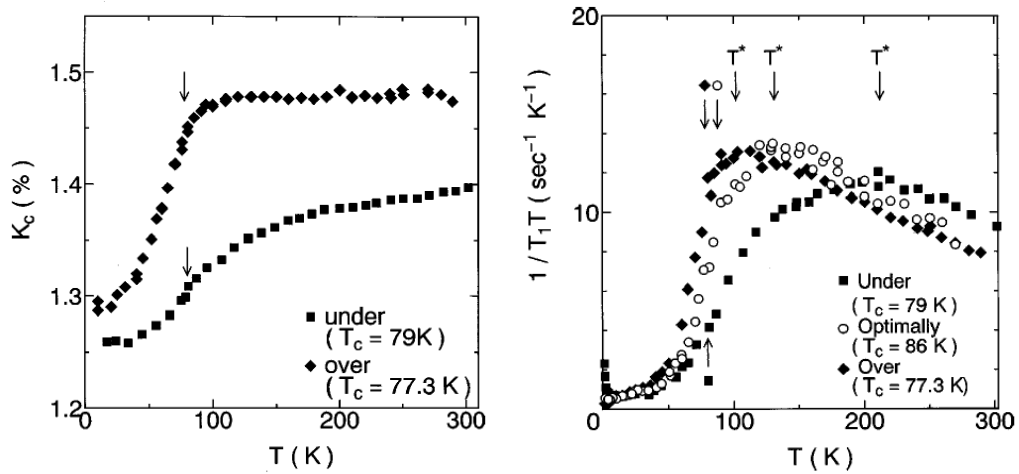 K_c (%)
1.5
1.4
1.3
1.2
0
100
200
300
T (K)
under
(T_c = 79K)
over
(T_c = 77.3 K)
1/T_1T (sec^-1 K^-1)
20
10
0
0
100
200
300
T (K)
T*
T*
T*
Under
(T_c = 79 K)
Optimally
(T_c = 86 K)
Over
(T_c = 77.3 K)